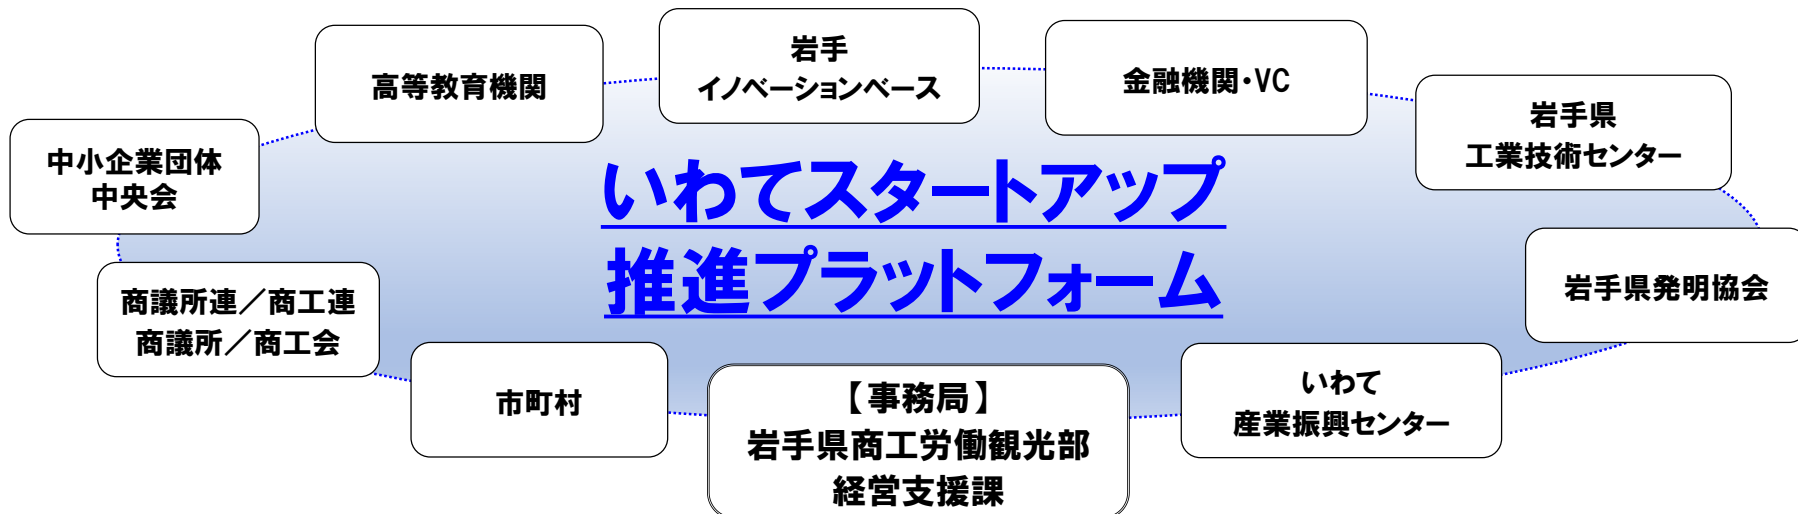 岩手
イノベーションベース
高等教育機関
金融機関・VC
岩手県
工業技術センター
中小企業団体
中央会
いわてスタートアップ
推進プラットフォーム
岩手県発明協会
商議所連／商工連
商議所／商工会
市町村
【事務局】
岩手県商工労働観光部
経営支援課
いわて
産業振興センター